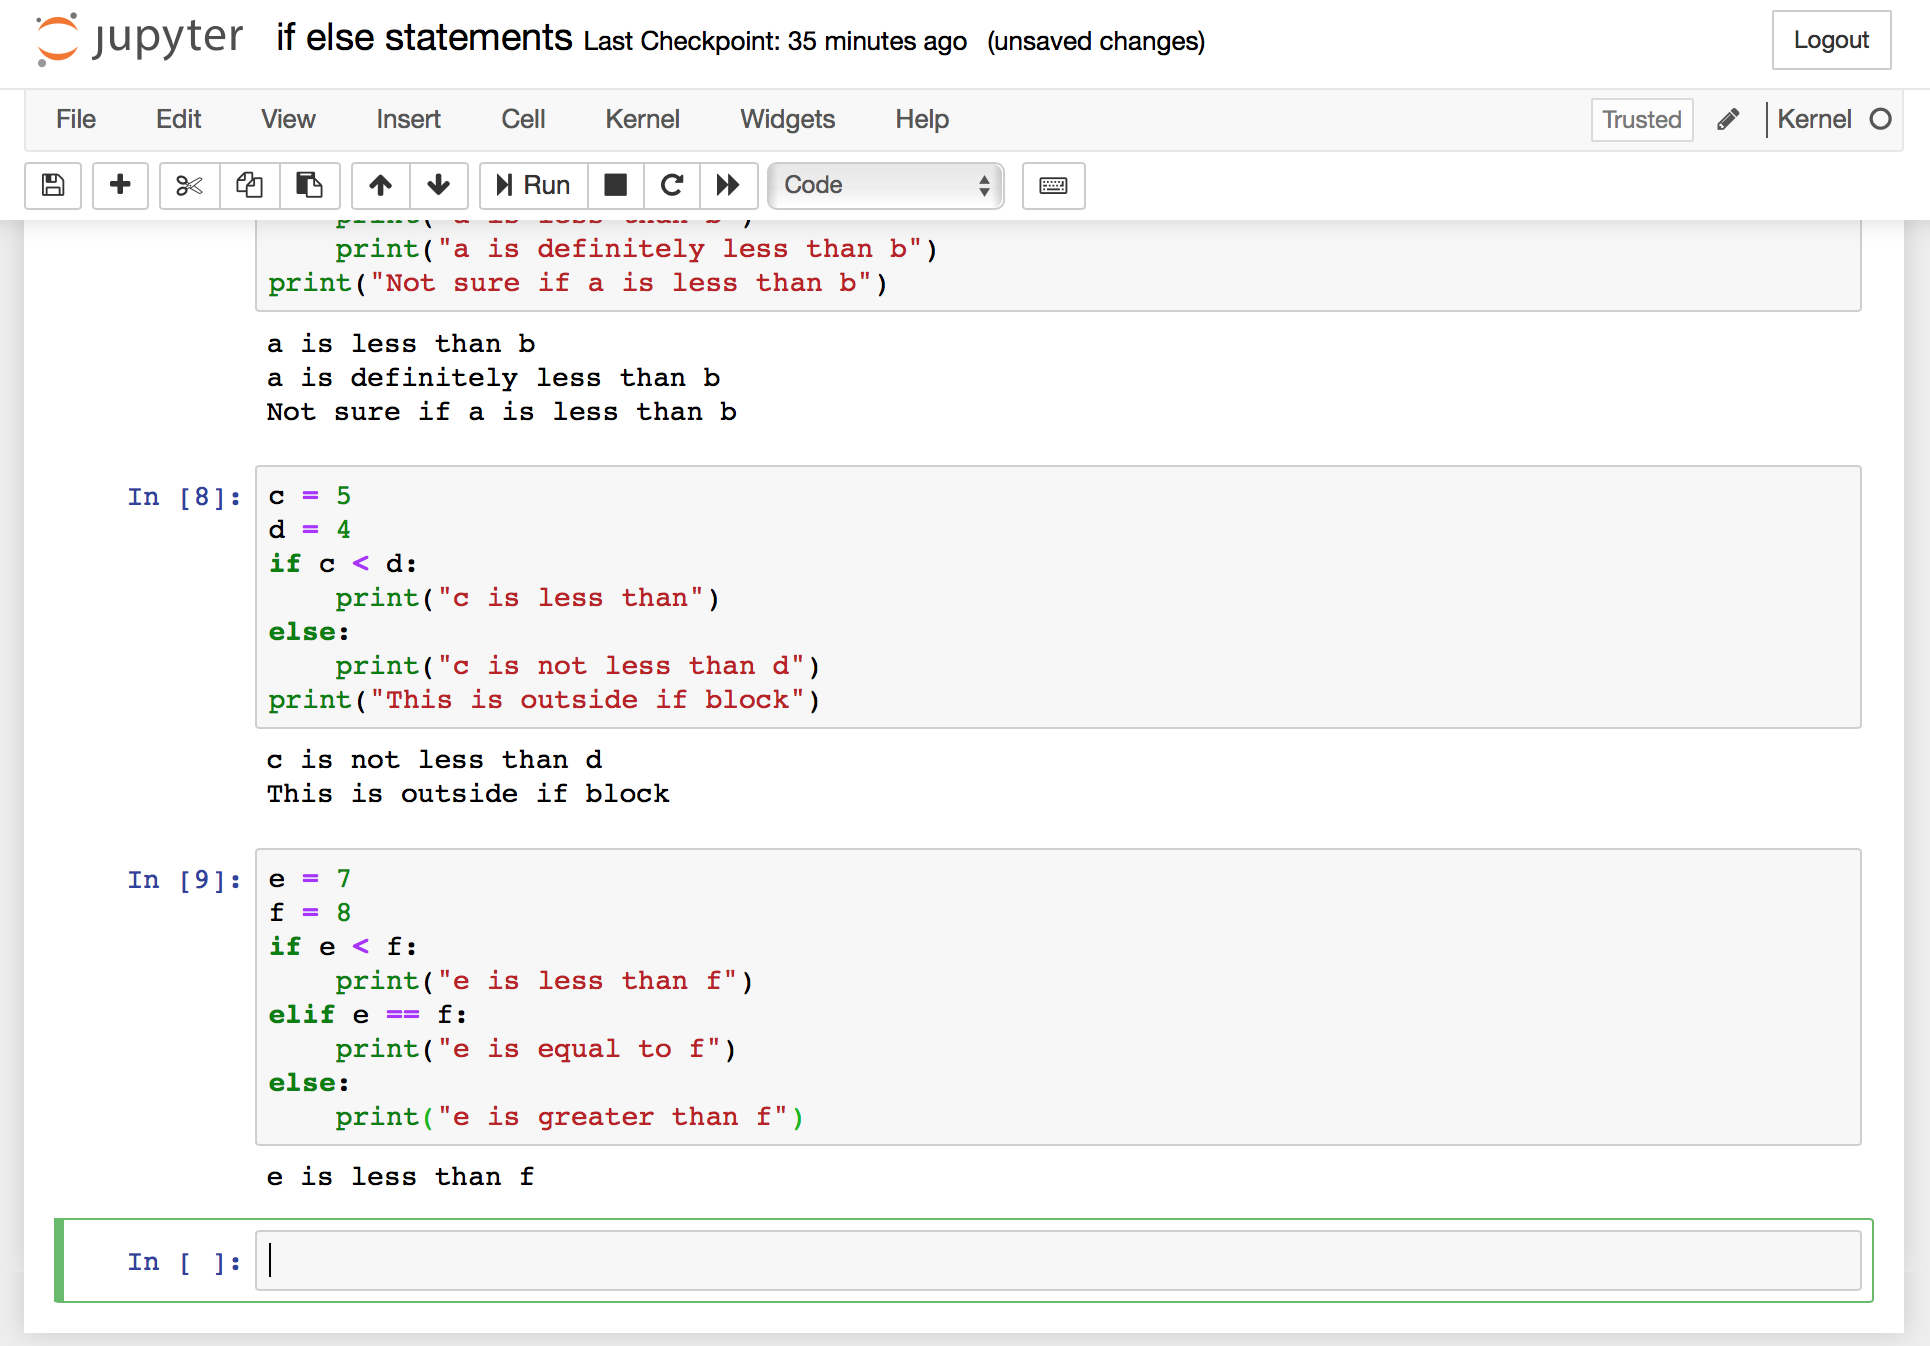 jupyter if else statements Last Checkpoint: 35 minutes ago (unsaved changes) Logout
File Edit View Insert Cell Kernel Widgets Help Trusted Kernel
Run Code
print("a is less than b")
print("a is definitely less than b")
print("Not sure if a is less than b")
a is less than b
a is definitely less than b
Not sure if a is less than b
In [8]: c = 5
d = 4
if c < d:
    print("c is less than")
else:
    print("c is not less than d")
print("This is outside if block")
c is not less than d
This is outside if block
In [9]: e = 7
f = 8
if e < f:
    print("e is less than f")
elif e == f:
    print("e is equal to f")
else:
    print("e is greater than f")
e is less than f
In [ ]: